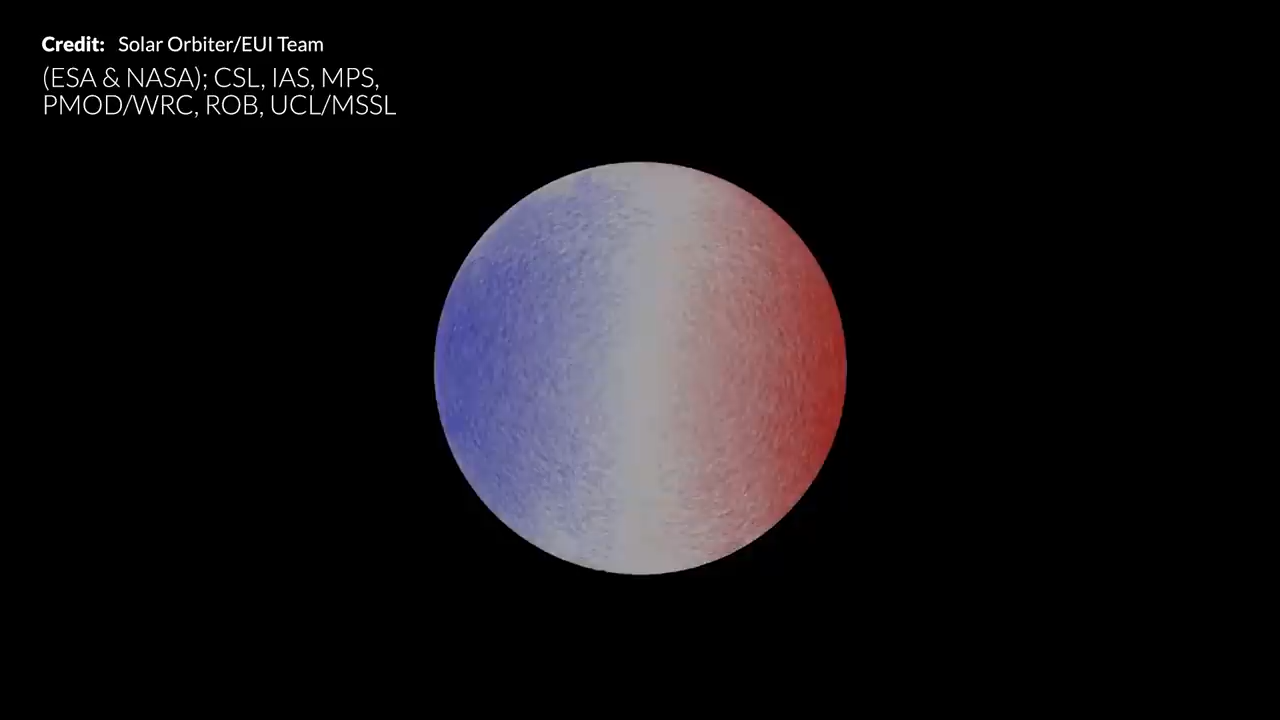 Credit: Solar Orbiter/EUI Team
(ESA & NASA); CSL, IAS, MPS,
PMOD/WRC, ROB, UCL/MSSL